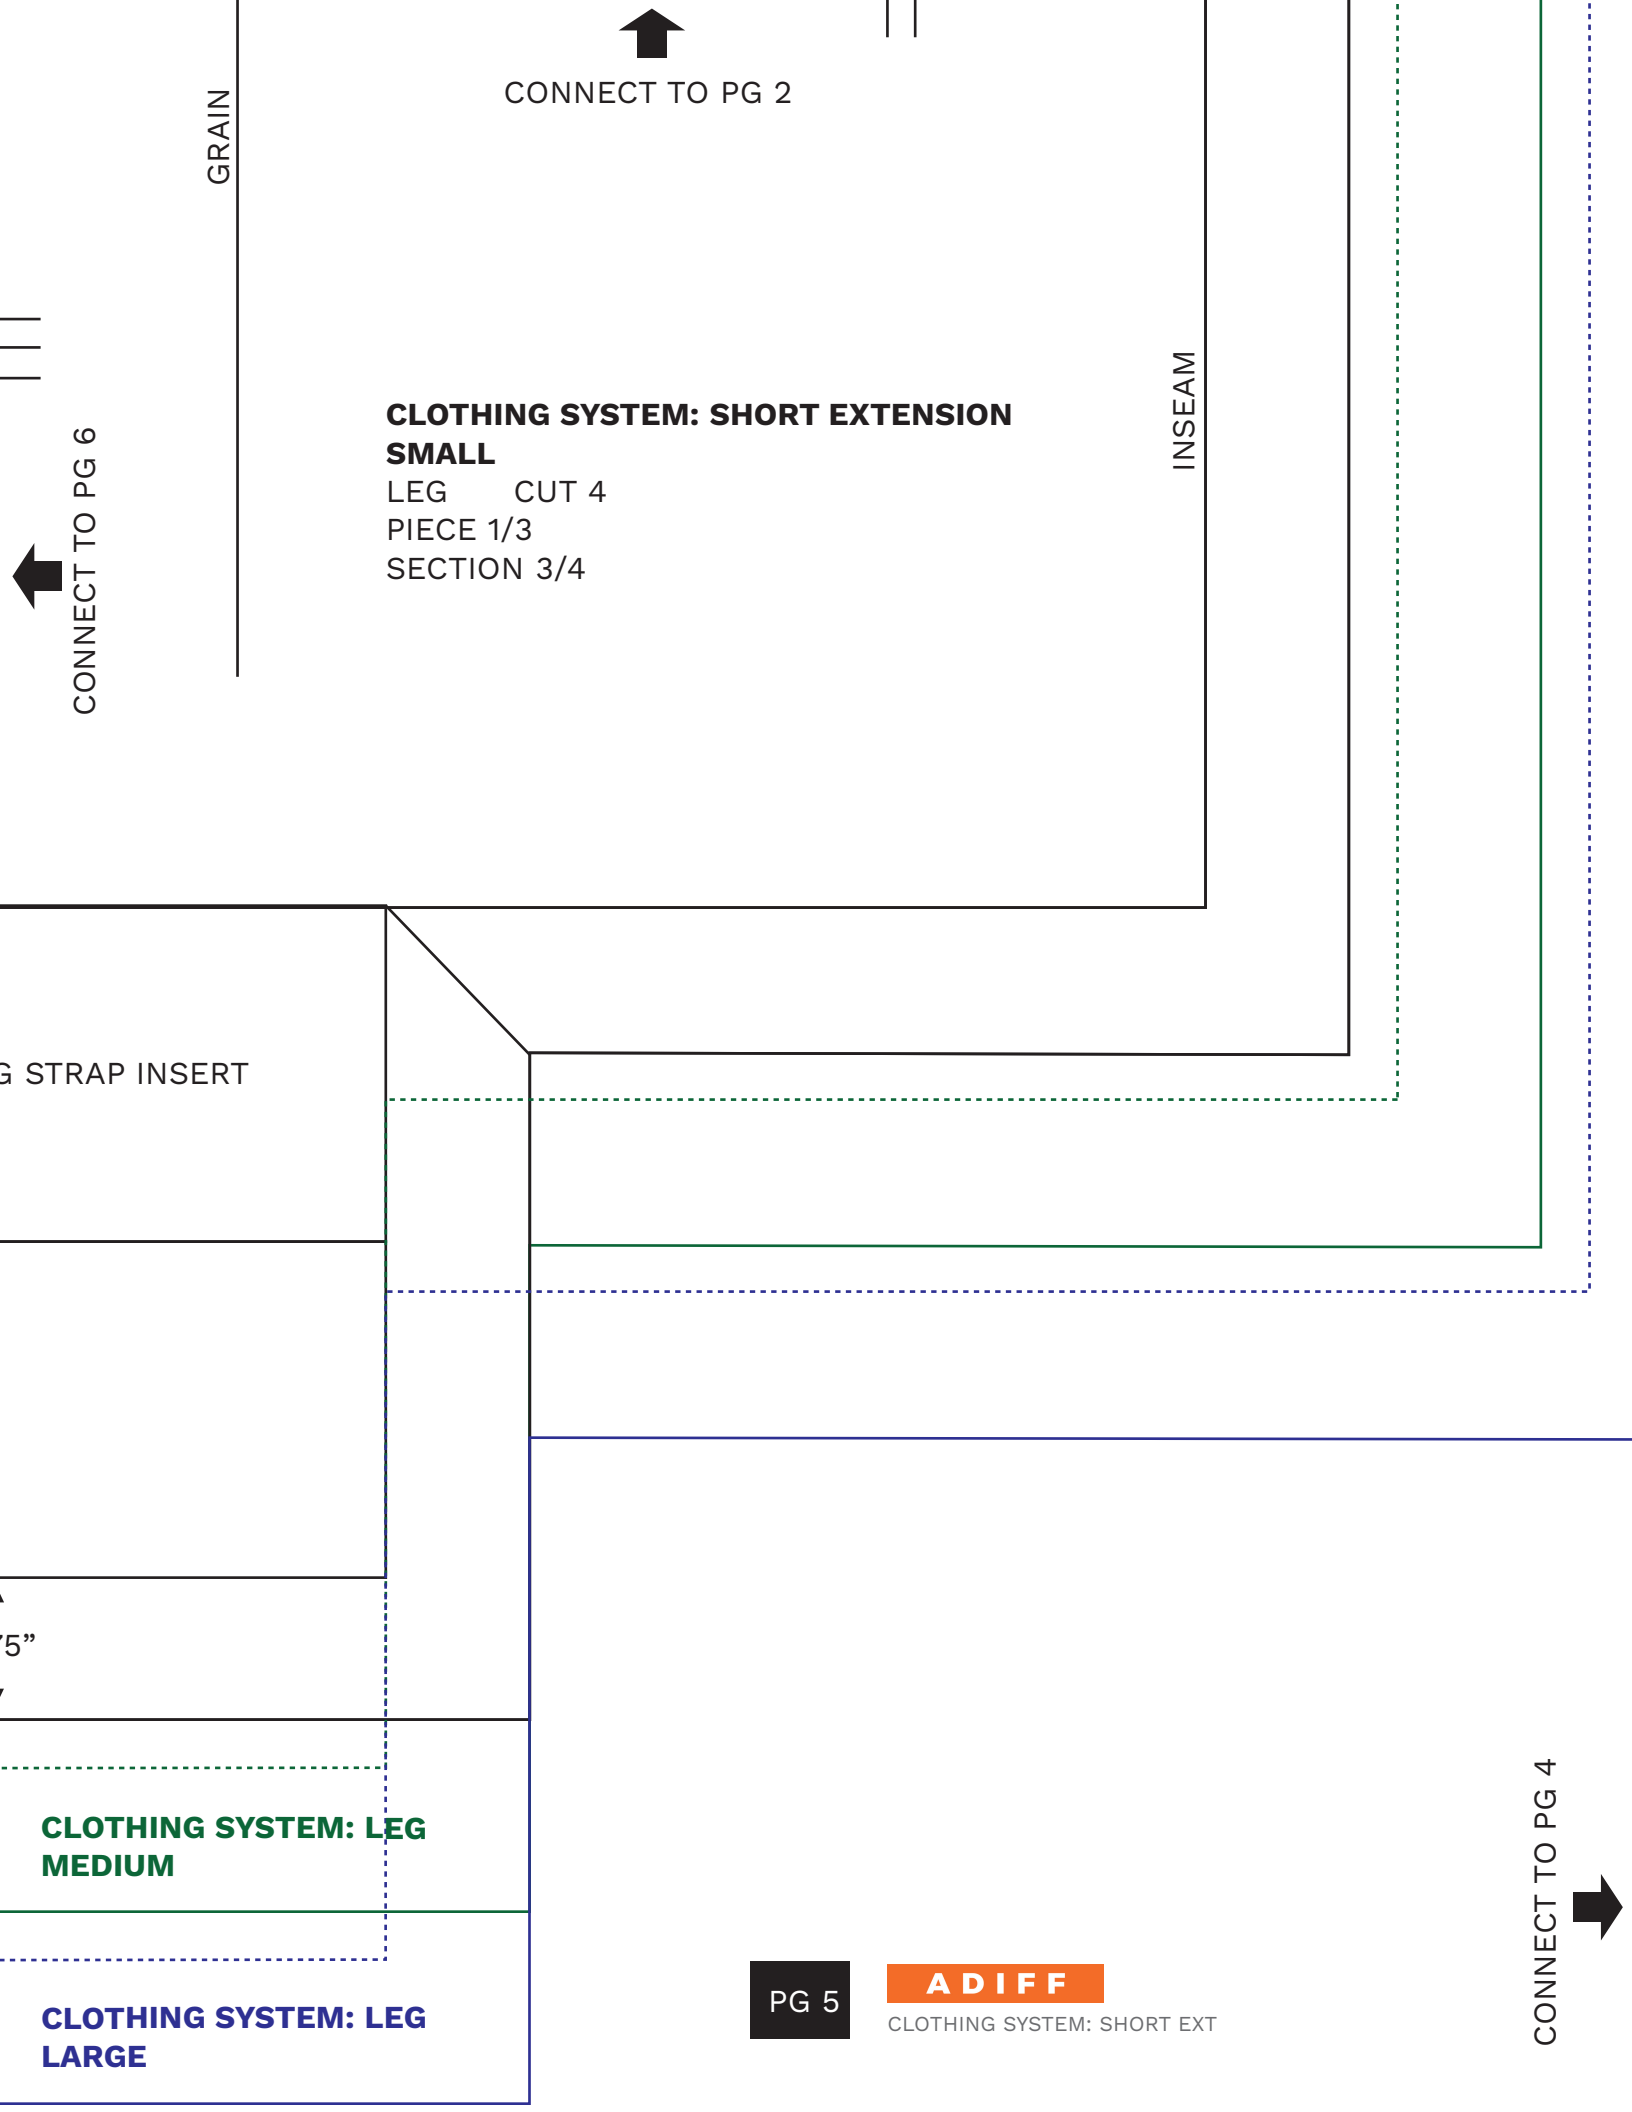 CONNECT TO PG 2
GRAIN
CLOTHING SYSTEM: SHORT EXTENSION
SMALL
LEG CUT 4
PIECE 1/3
SECTION 3/4
INSEAM
CONNECT TO PG 6
STRAP INSERT
5”
CLOTHING SYSTEM: LEG
MEDIUM
CLOTHING SYSTEM: LEG
LARGE
PG 5
ADIFF
CLOTHING SYSTEM: SHORT EXT
CONNECT TO PG 4